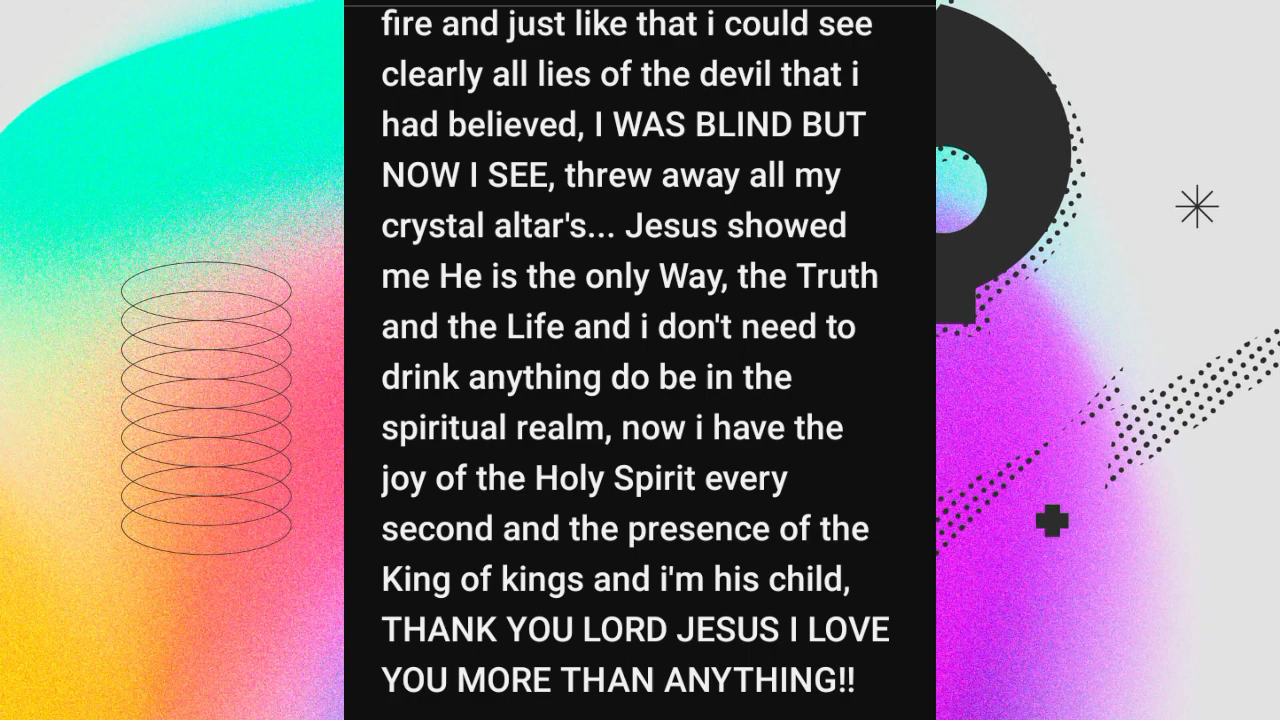 fire and just like that i could see
clearly all lies of the devil that i
had believed, I WAS BLIND BUT
NOW I SEE, threw away all my
crystal altar's... Jesus showed
me He is the only Way, the Truth
and the Life and i don't need to
drink anything do be in the
spiritual realm, now i have the
joy of the Holy Spirit every
second and the presence of the
King of kings and i'm his child,
THANK YOU LORD JESUS I LOVE
YOU MORE THAN ANYTHING!!